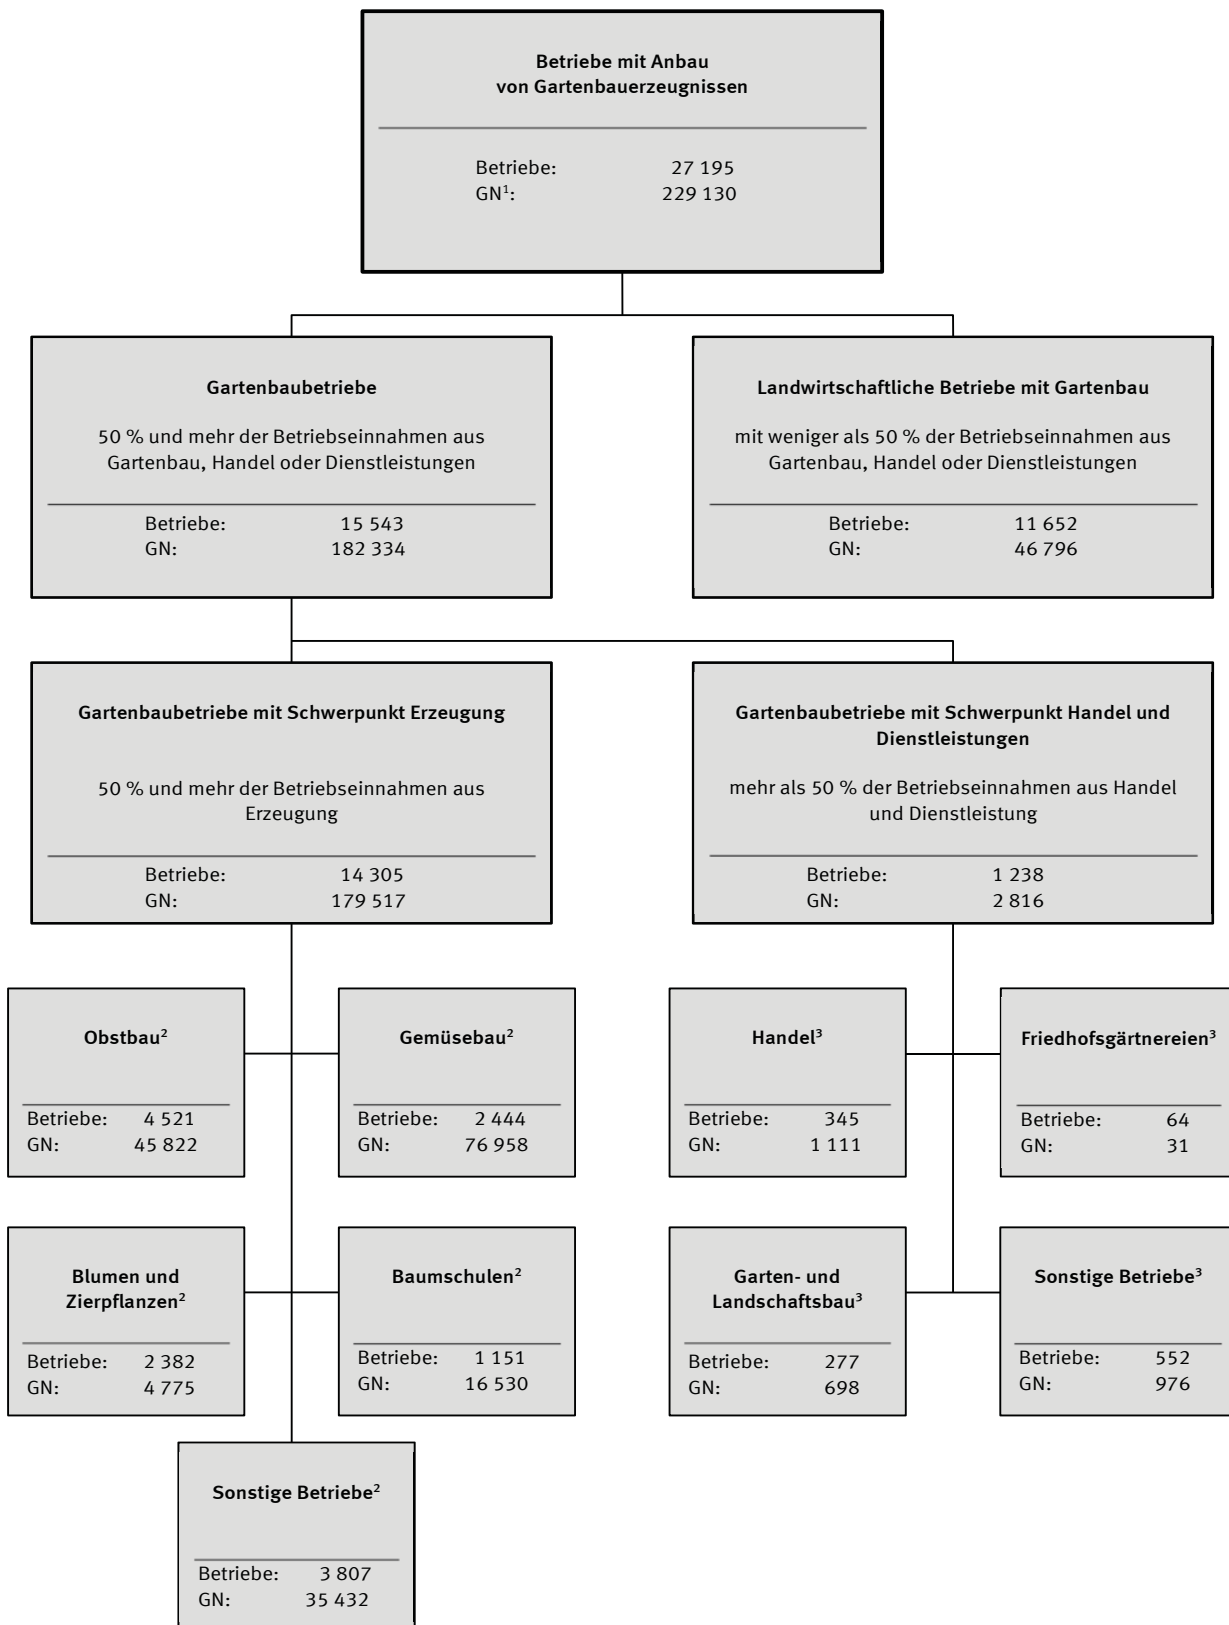 Betriebe mit Anbau
von Gartenbauerzeugnissen
Betriebe: 27 195
GN¹: 229 130
Gartenbaubetriebe
50 % und mehr der Betriebseinnahmen aus
Gartenbau, Handel oder Dienstleistungen
Betriebe: 15 543
GN: 182 334
Landwirtschaftliche Betriebe mit Gartenbau
mit weniger als 50 % der Betriebseinnahmen aus
Gartenbau, Handel oder Dienstleistungen
Betriebe: 11 652
GN: 46 796
Gartenbaubetriebe mit Schwerpunkt Erzeugung
50 % und mehr der Betriebseinnahmen aus
Erzeugung
Betriebe: 14 305
GN: 179 517
Gartenbaubetriebe mit Schwerpunkt Handel und
Dienstleistungen
mehr als 50 % der Betriebseinnahmen aus Handel
und Dienstleistung
Betriebe: 1 238
GN: 2 816
Obstbau²
Betriebe: 4 521
GN: 45 822
Gemüsebau²
Betriebe: 2 444
GN: 76 958
Handel³
Betriebe: 345
GN: 1 111
Friedhofsgärtnereien³
Betriebe: 64
GN: 31
Blumen und
Zierpflanzen²
Betriebe: 2 382
GN: 4 775
Baumschulen²
Betriebe: 1 151
GN: 16 530
Garten- und
Landschaftsbau³
Betriebe: 277
GN: 698
Sonstige Betriebe³
Betriebe: 552
GN: 976
Sonstige Betriebe²
Betriebe: 3 807
GN: 35 432